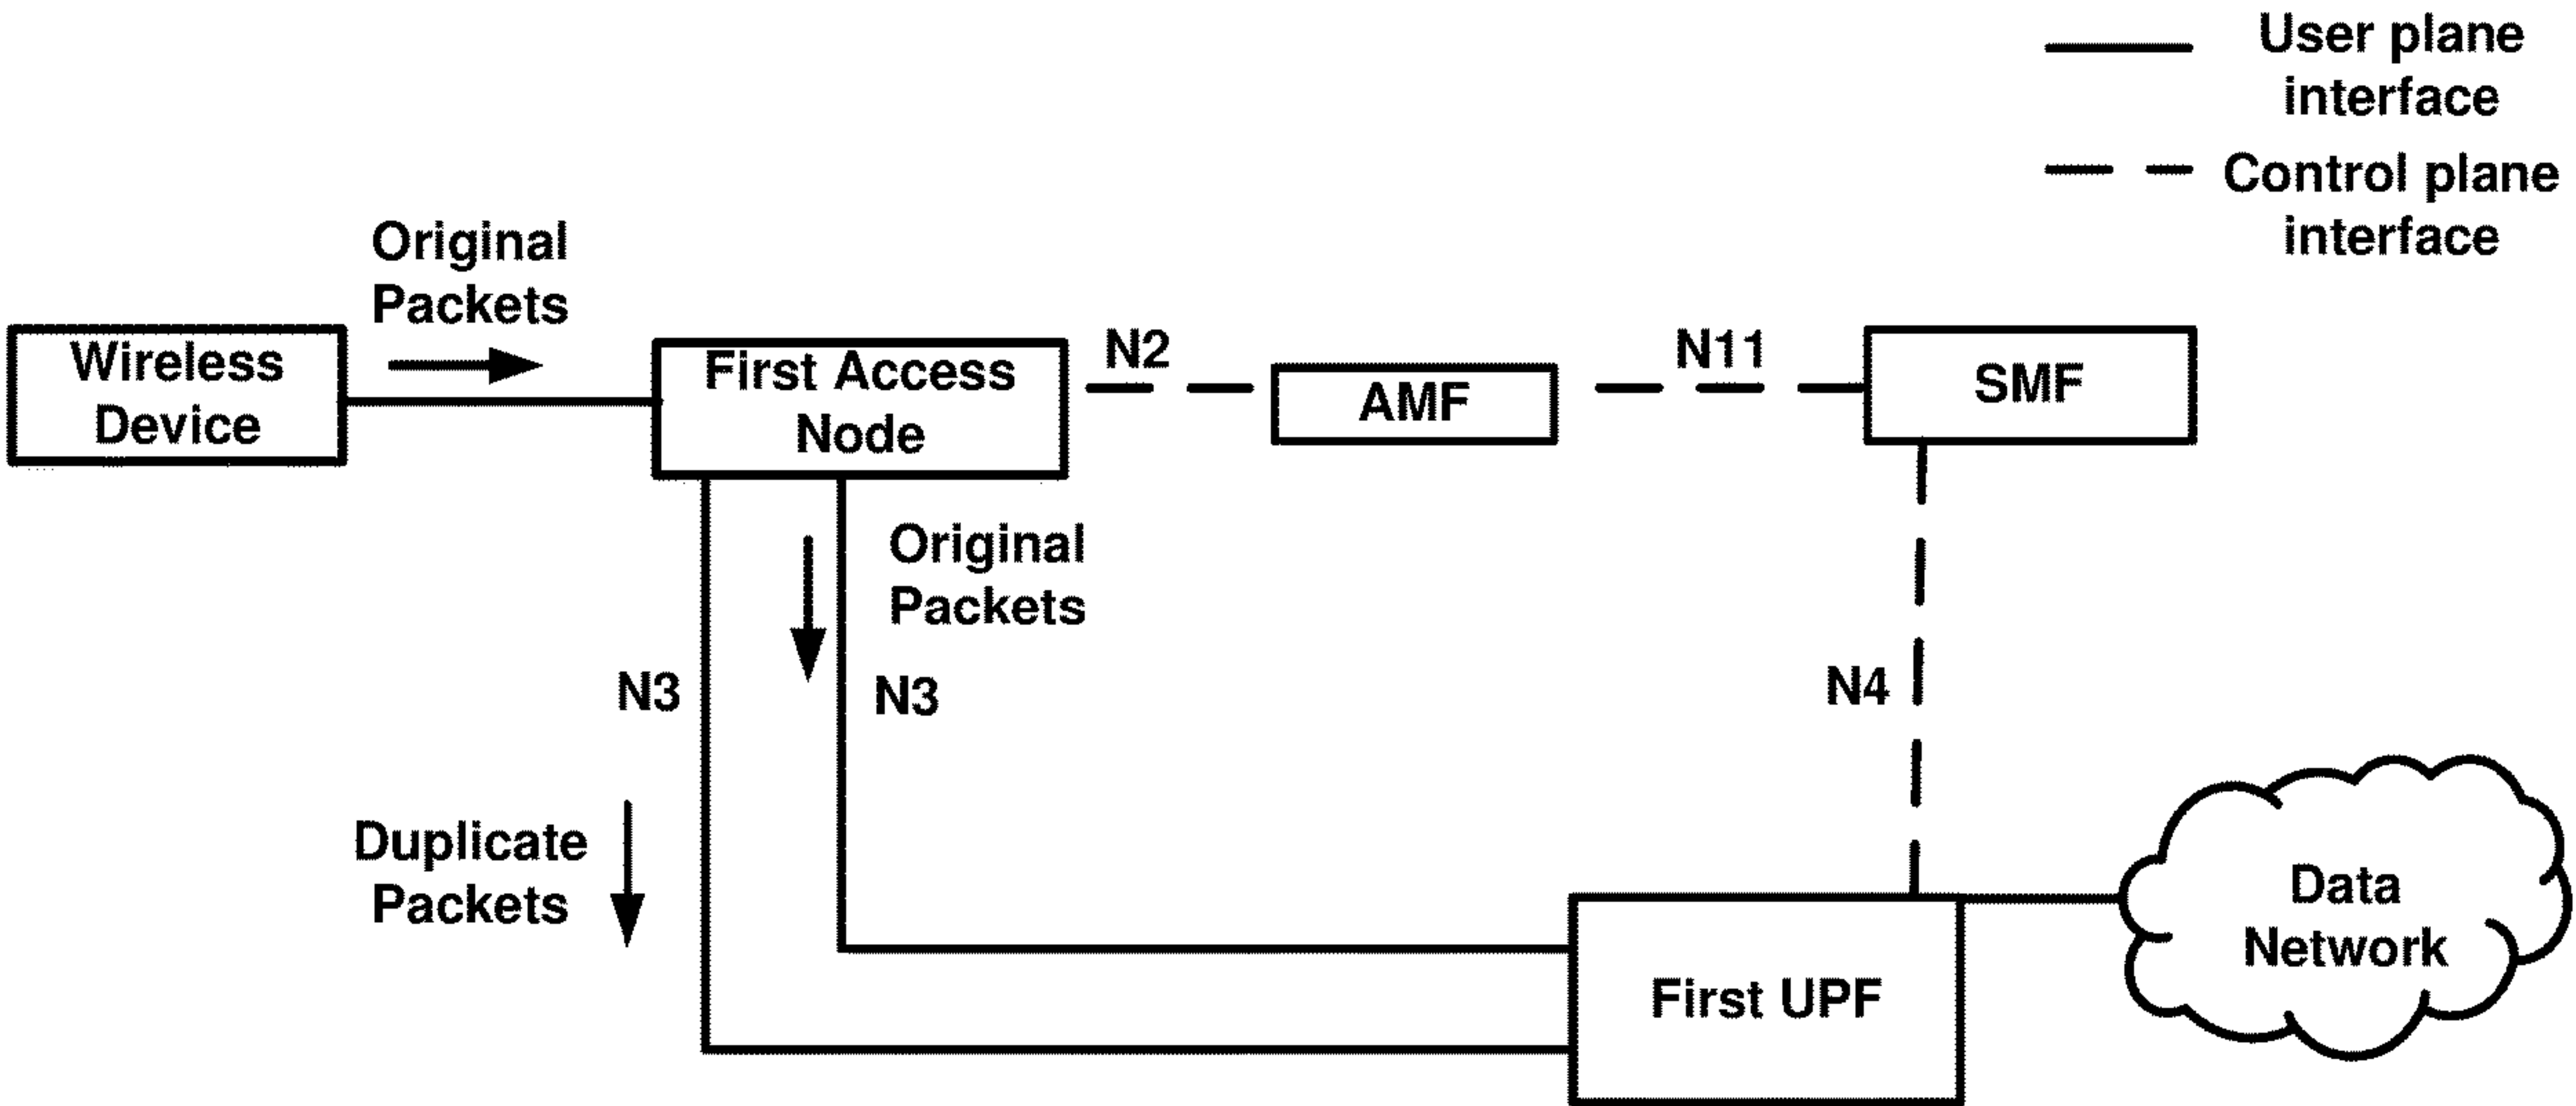 User plane
interface
Control plane
interface
Original
Packets
Wireless
Device
First Access
Node
N2
AMF
N11
SMF
Original
Packets
N3
N3
N4
Duplicate
Packets
First UPF
Data
Network